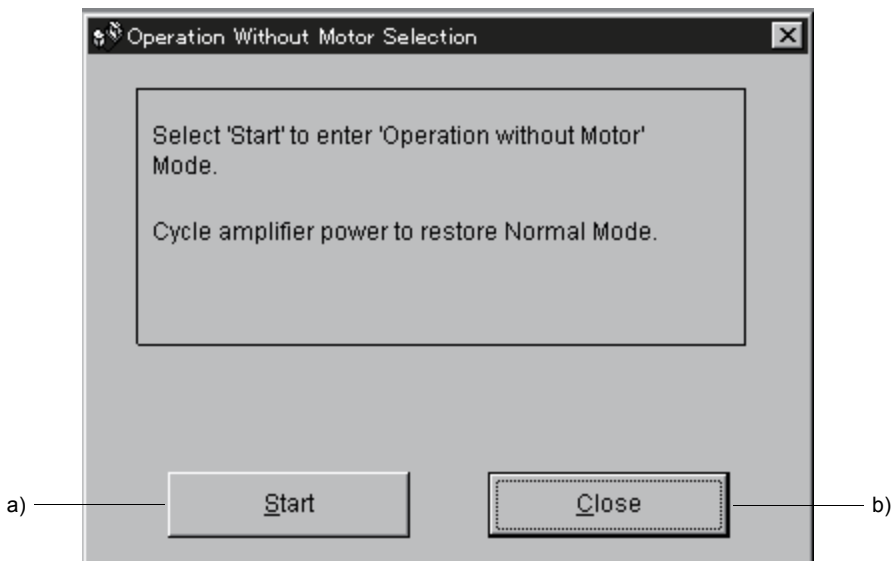 Operation Without Motor Selection
Select 'Start' to enter 'Operation without Motor'
Mode.
Cycle amplifier power to restore Normal Mode.
a)
Start
Close
b)